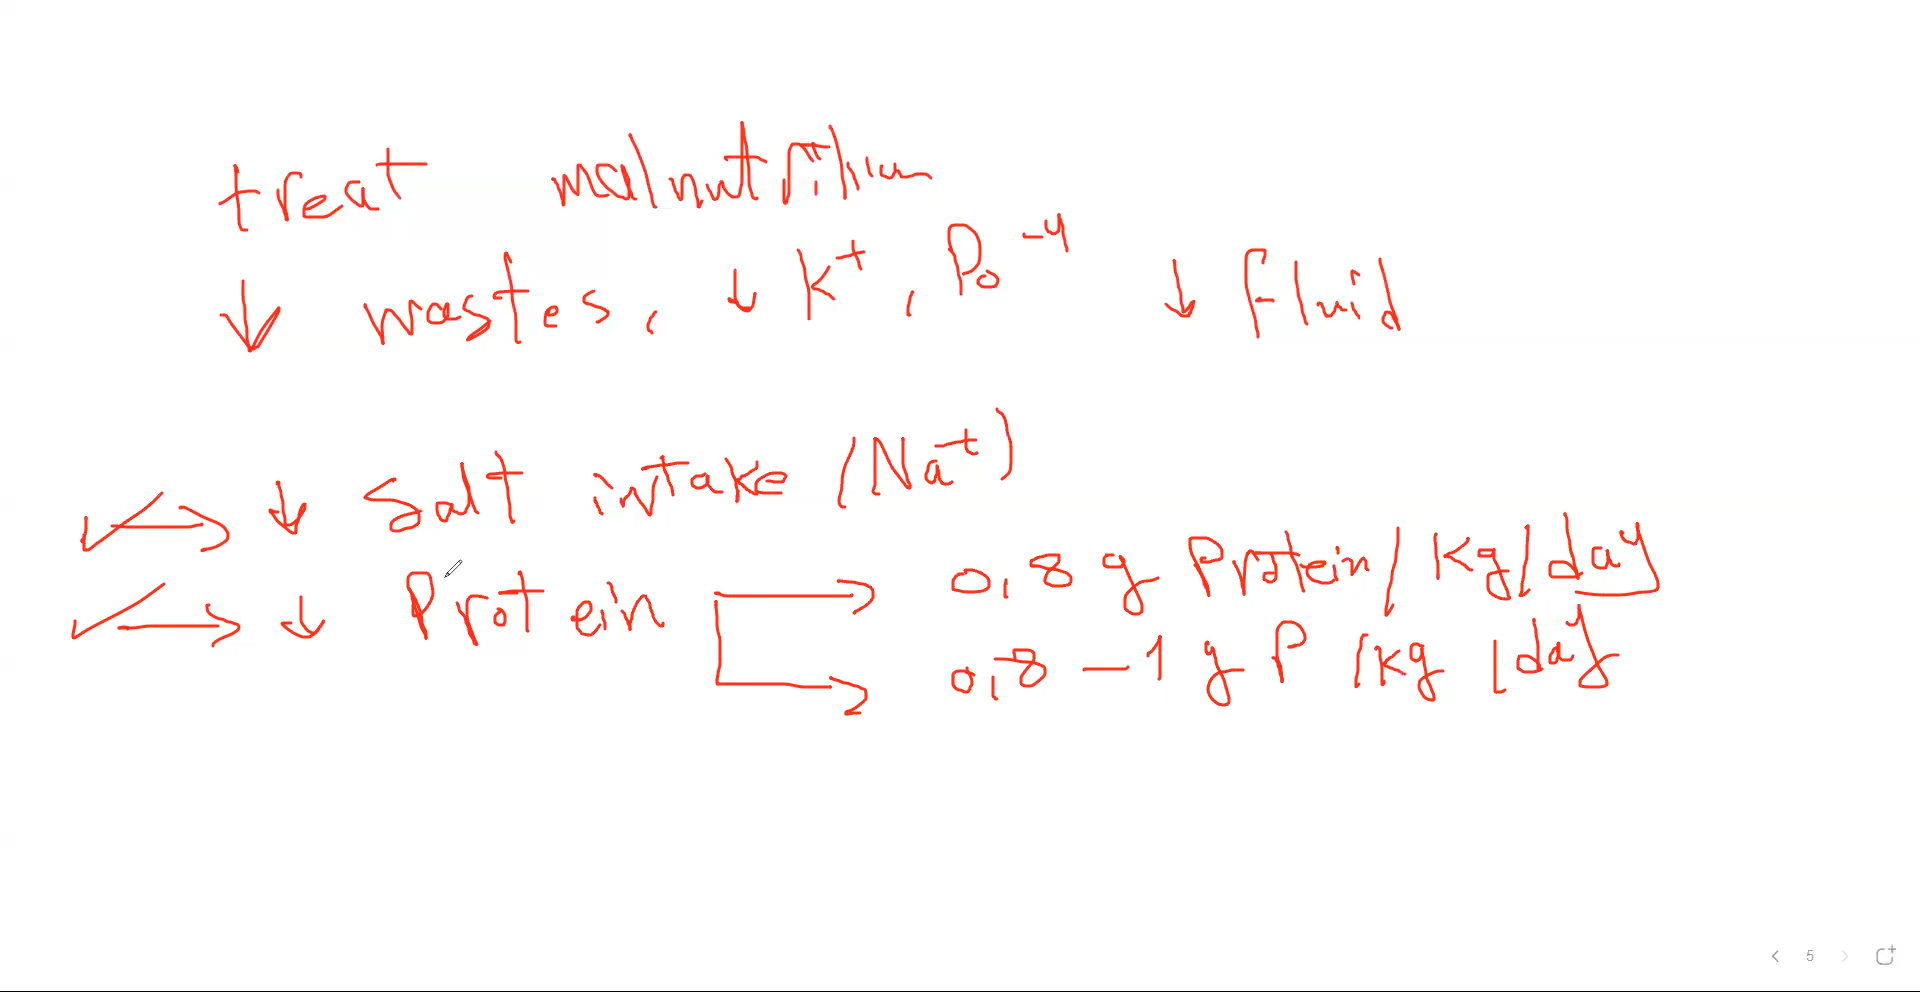 treat malnutrition
↓ wastes, ↓ K+, Po-4 ↓ Fluid
↓ Salt intake (Na+)
↓ Protein → 0,8 g Protein/Kg/day
→ 0,8 - 1 g P /Kg /day
5